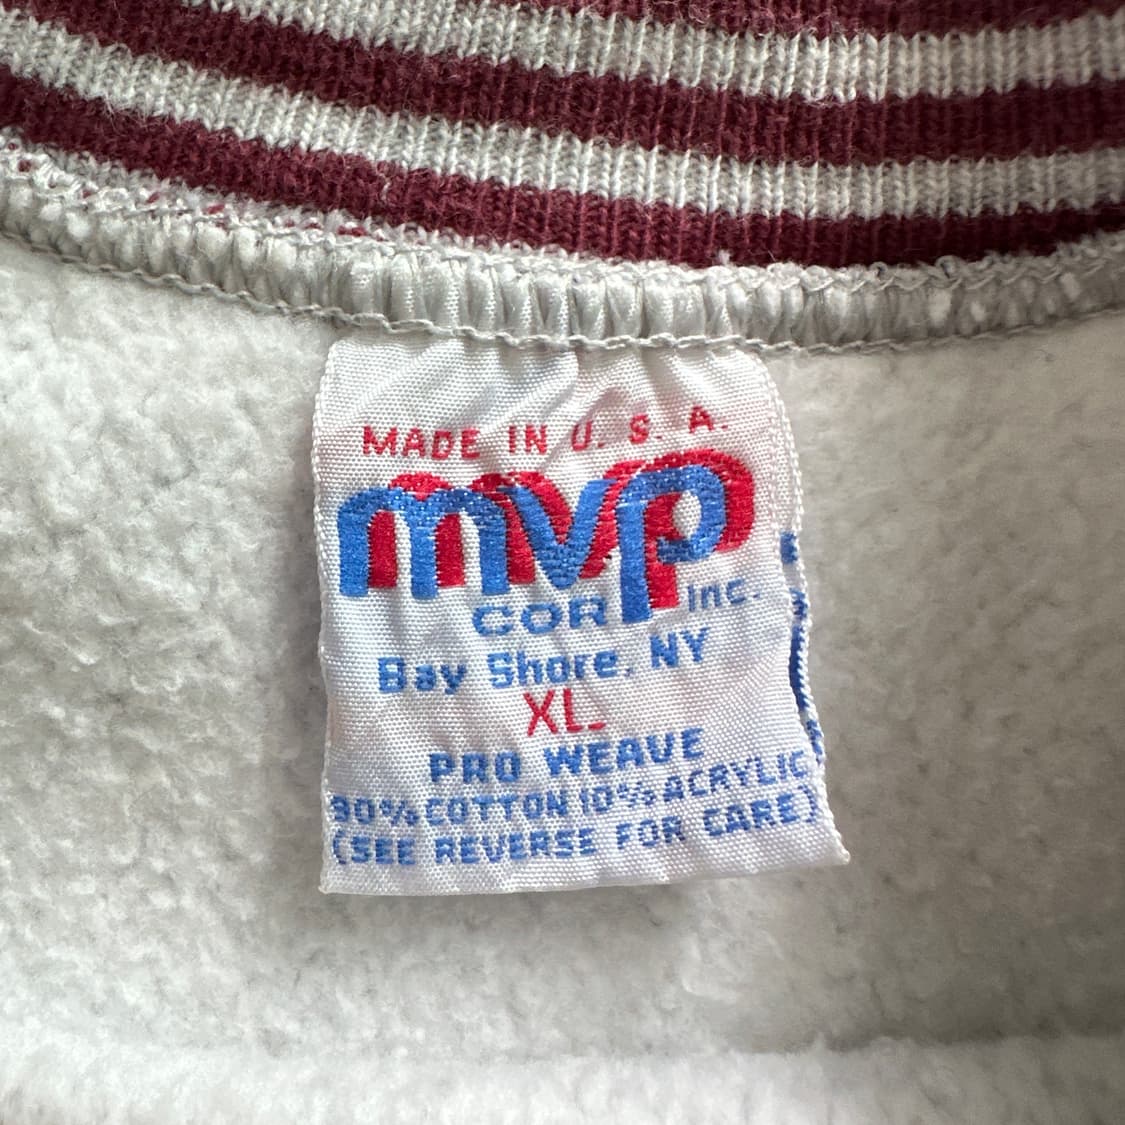 MADE IN U. S. A.
mvp
COR Inc.
Bay Shore, NY
XL
PRO WEAVE
90% COTTON 10% ACRYLIC
(SEE REVERSE FOR CARE)